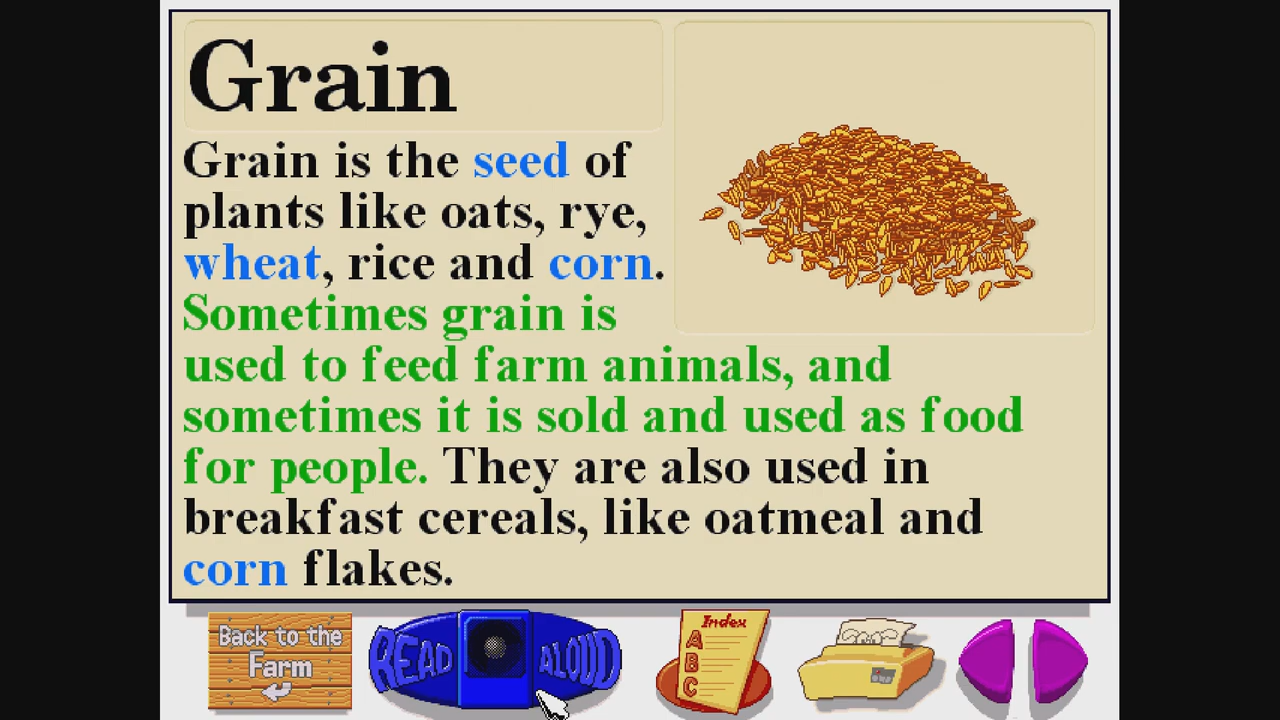 Grain
Grain is the seed of
plants like oats, rye,
wheat, rice and corn.
Sometimes grain is
used to feed farm animals, and
sometimes it is sold and used as food
for people. They are also used in
breakfast cereals, like oatmeal and
corn flakes.
Back to the
Farm
READ ALOUD
Index
A
B
C